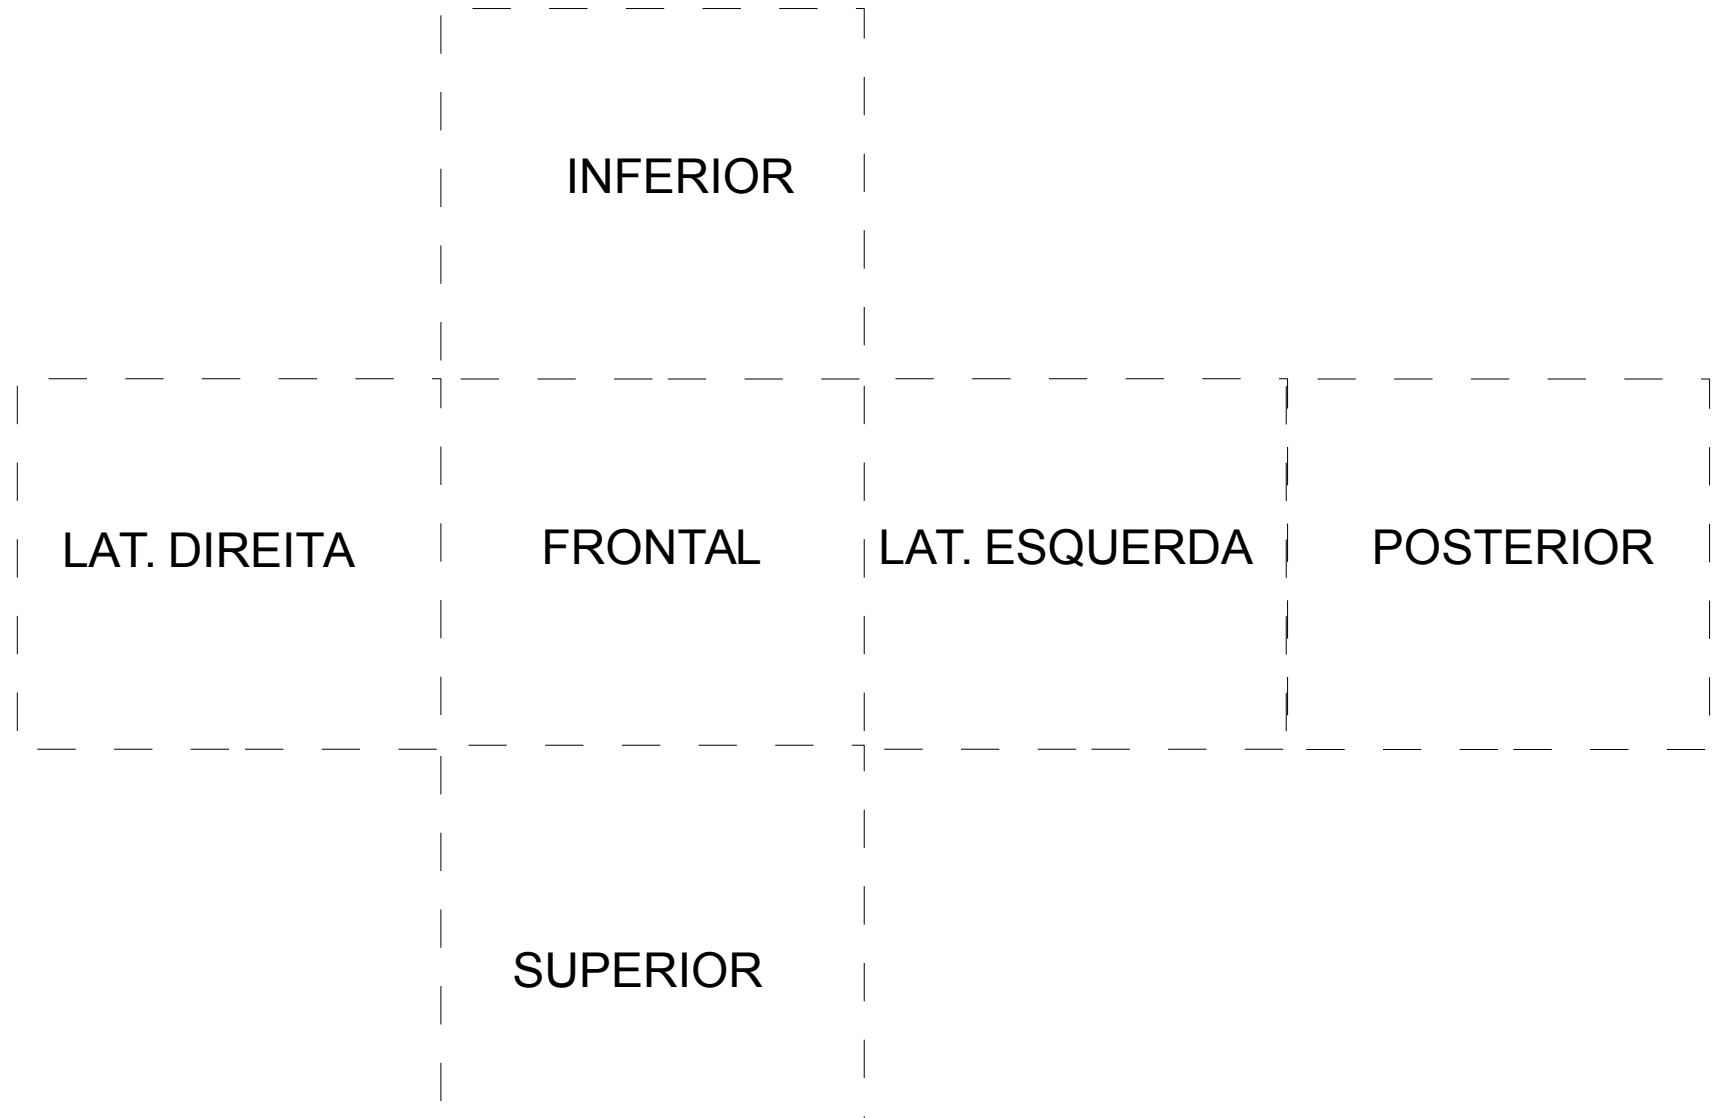 INFERIOR
LAT. DIREITA
FRONTAL
LAT. ESQUERDA
POSTERIOR
SUPERIOR